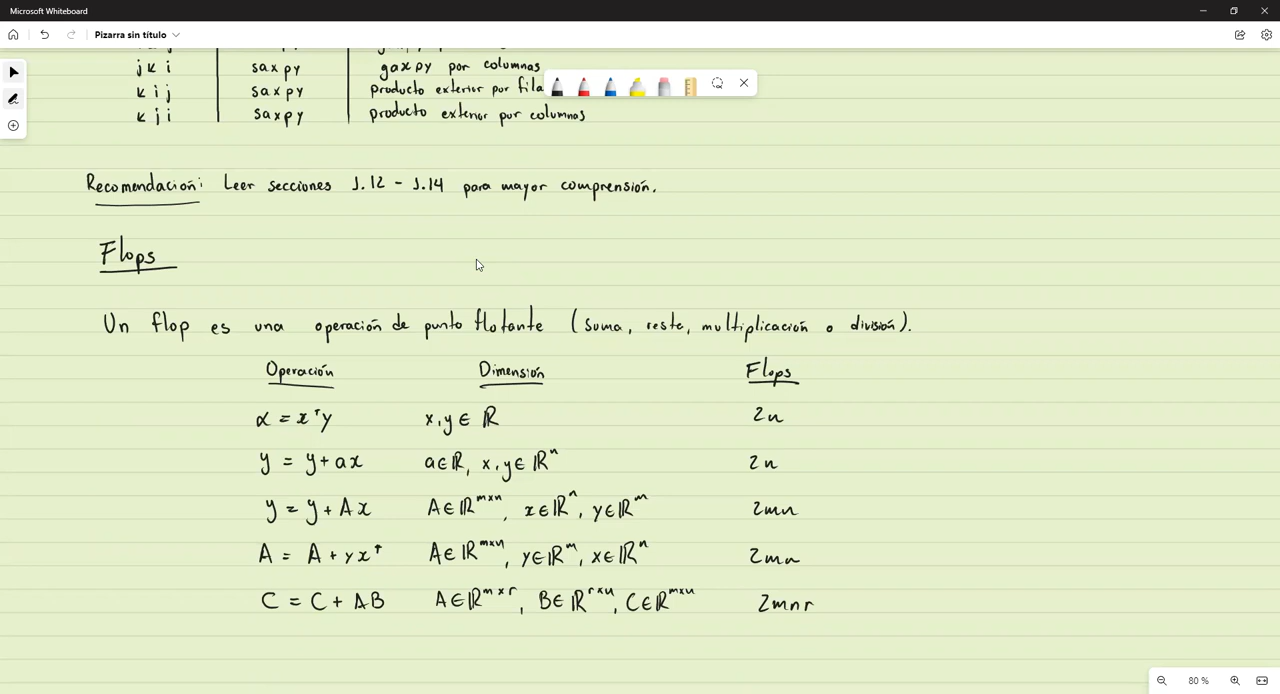 Microsoft Whiteboard
Pizarra sin título
j k i saxpy gaxpy por columnas
k i j saxpy producto exterior por fila
k j i saxpy producto exterior por columnas
Recomendación: Leer secciones 1.12 - 1.14 para mayor comprensión.
Flops
Un flop es una operación de punto flotante (suma, resta, multiplicación o división).
Operación Dimensión Flops
α = xᵀy x,y ∈ ℝ 2n
y = y + ax a∈ℝ, x,y∈ℝⁿ 2n
y = y + Ax A∈ℝᵐˣⁿ, x∈ℝⁿ, y∈ℝᵐ 2mn
A = A + yxᵀ A∈ℝᵐˣⁿ, y∈ℝᵐ, x∈ℝⁿ 2mn
C = C + AB A∈ℝᵐˣʳ, B∈ℝʳˣⁿ, C∈ℝᵐˣⁿ 2mnr
80 %